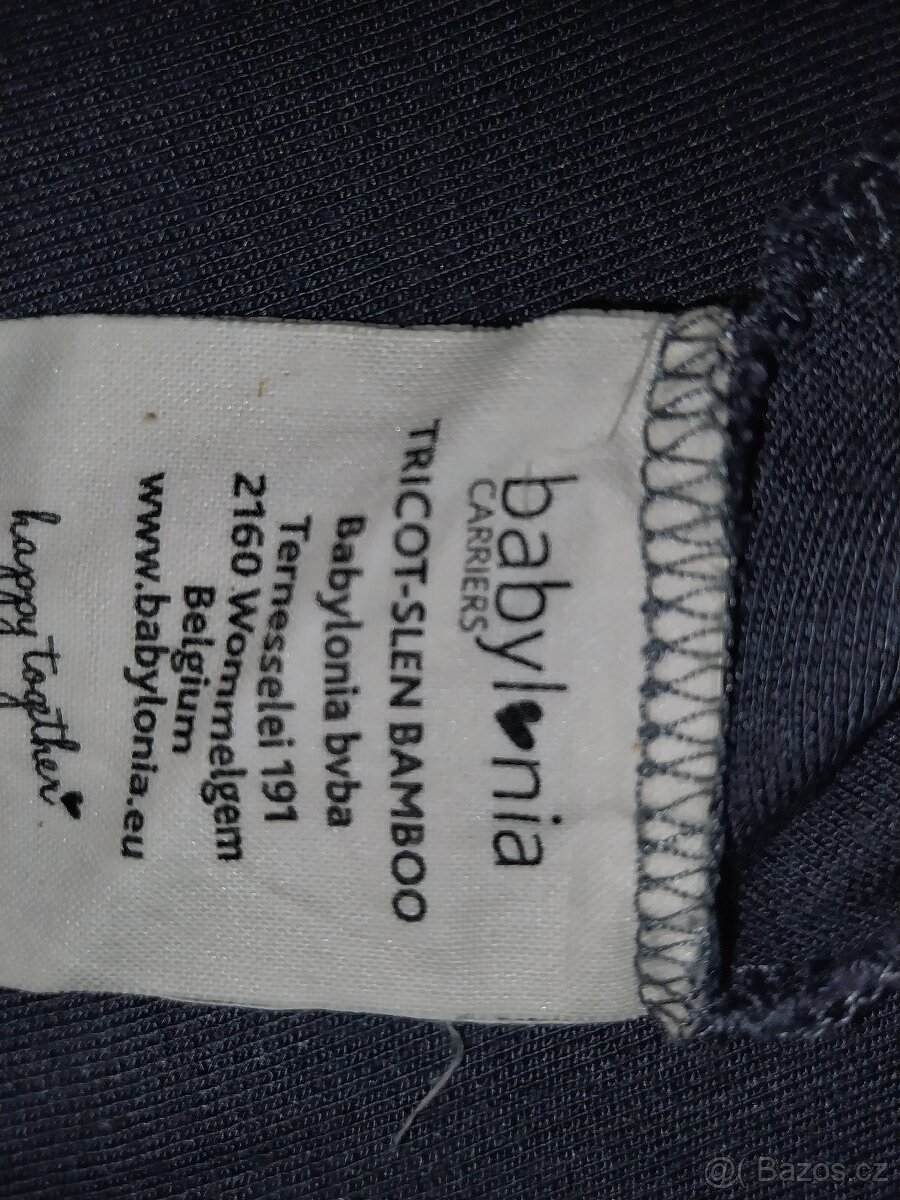 babylonia
CARRIERS
TRICOT-SLEN BAMBOO
Babylonia bvba
Ternesselei 191
2160 Wommelgem
Belgium
www.babylonia.eu
happy together
@( Bazos.cz